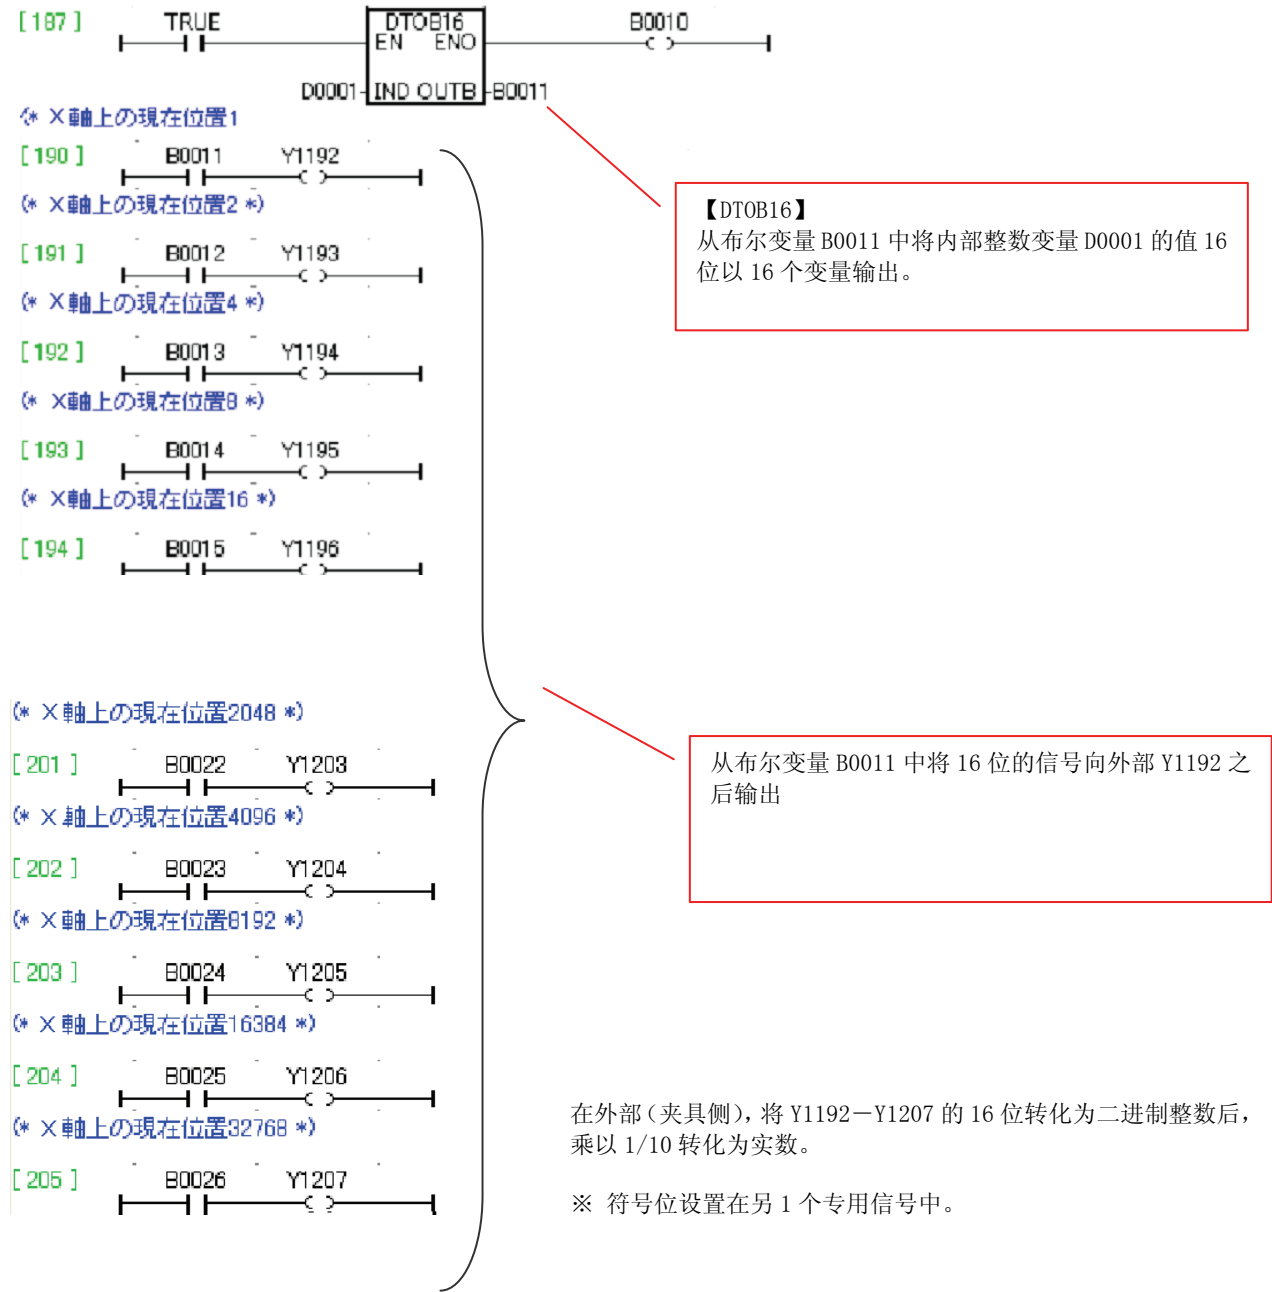 [187]
TRUE
DTOB16
B0010
EN ENO
D0001 IND OUTB B0011
(* X軸上の現在位置1
[190] B0011 Y1192
(* X軸上の現在位置2 *)
[191] B0012 Y1193
(* X軸上の現在位置4 *)
[192] B0013 Y1194
(* X軸上の現在位置8 *)
[193] B0014 Y1195
(* X軸上の現在位置16 *)
[194] B0015 Y1196
【DTOB16】
从布尔变量 B0011 中将内部整数变量 D0001 的值 16
位以 16 个变量输出。
(* X軸上の現在位置2048 *)
[201] B0022 Y1203
(* X軸上の現在位置4096 *)
[202] B0023 Y1204
(* X軸上の現在位置8192 *)
[203] B0024 Y1205
(* X軸上の現在位置16384 *)
[204] B0025 Y1206
(* X軸上の現在位置32768 *)
[205] B0026 Y1207
从布尔变量 B0011 中将 16 位的信号向外部 Y1192 之
后输出
在外部（夹具侧），将 Y1192－Y1207 的 16 位转化为二进制整数后，
乘以 1/10 转化为实数。
※ 符号位设置在另 1 个专用信号中。